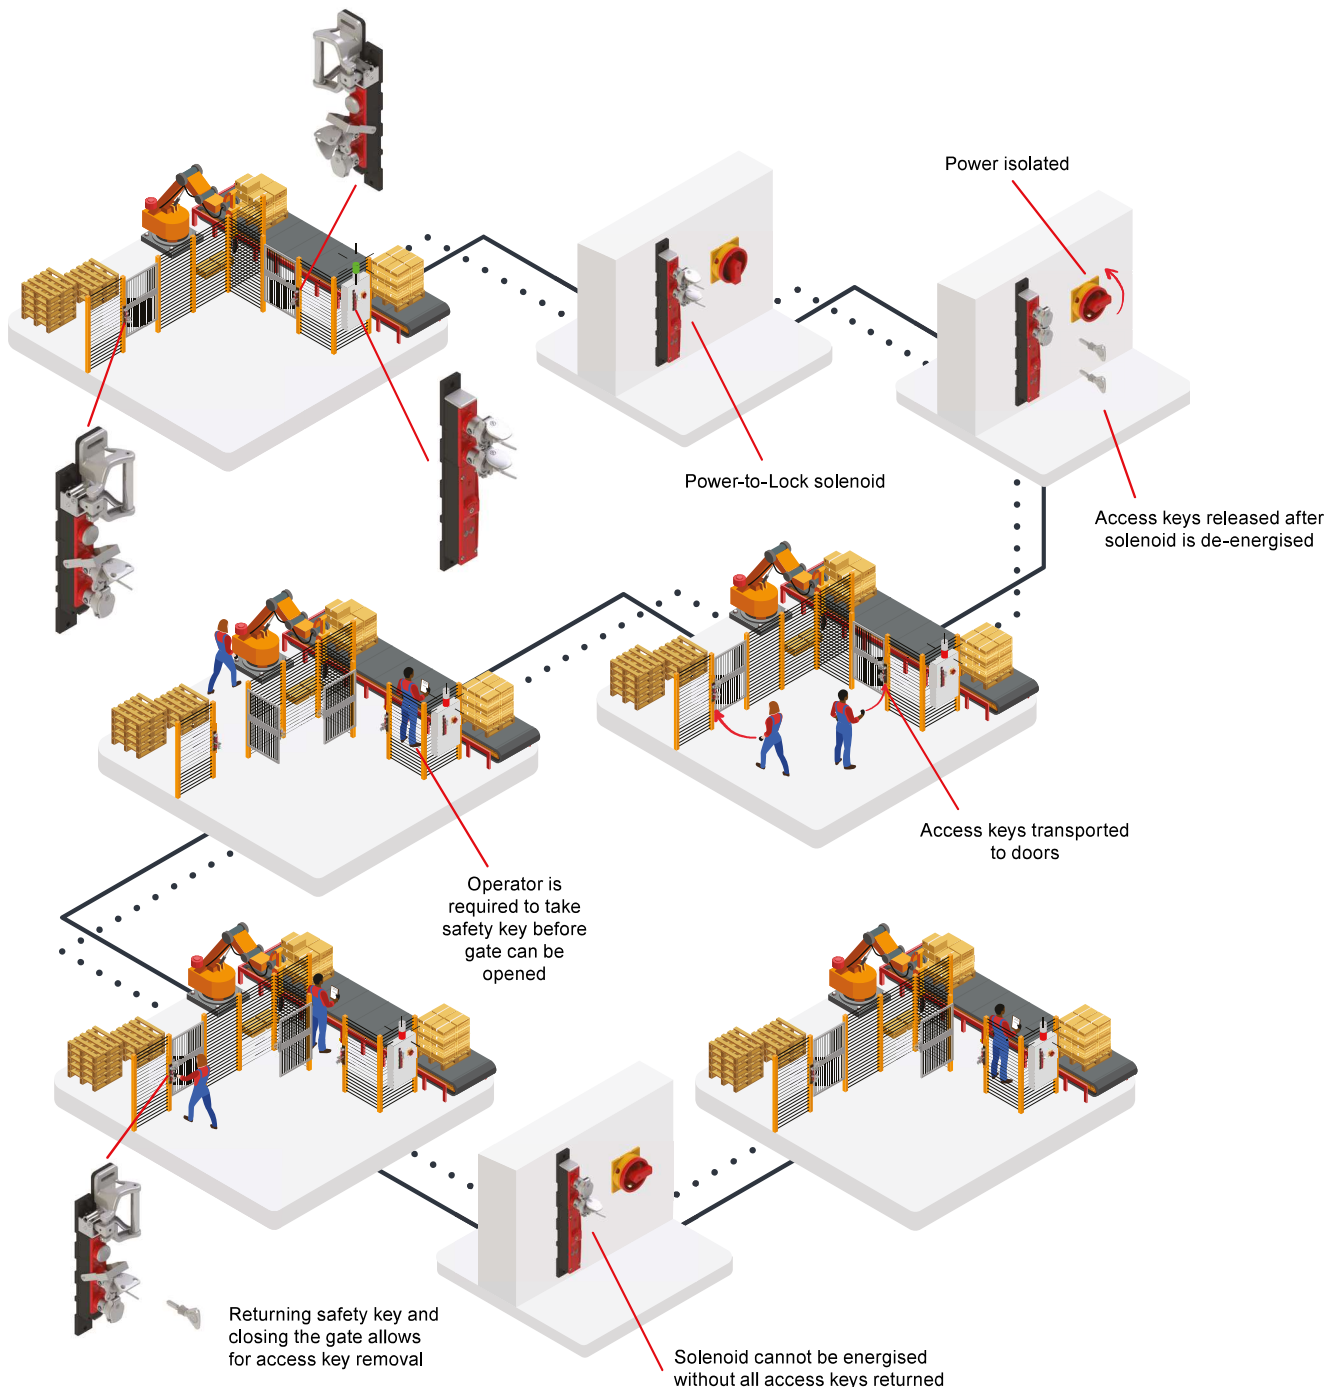 Power isolated
Power-to-Lock solenoid
Access keys released after
solenoid is de-energised
Access keys transported
to doors
Operator is
required to take
safety key before
gate can be
opened
Returning safety key and
closing the gate allows
for access key removal
Solenoid cannot be energised
without all access keys returned